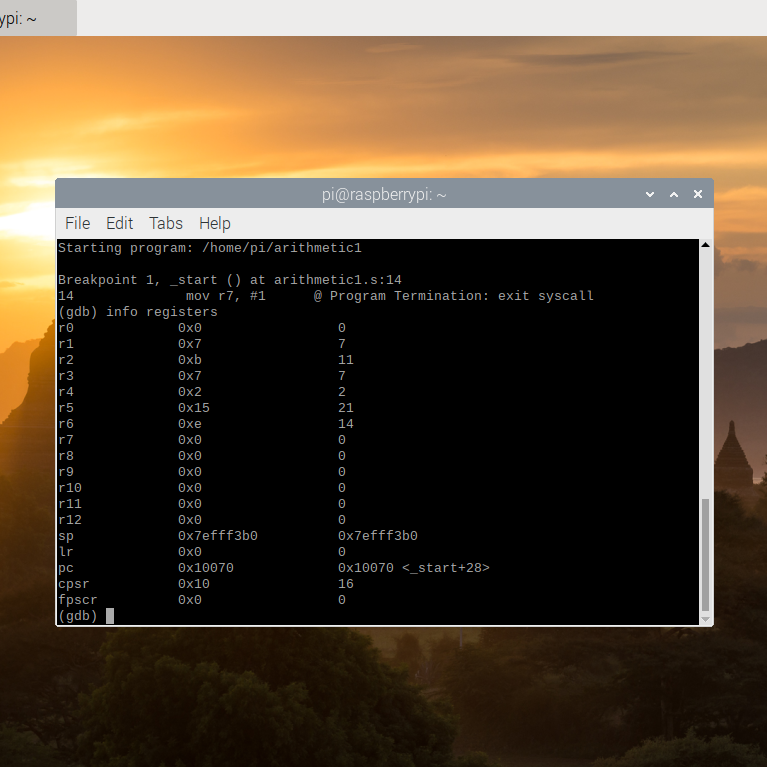 ypi: ~
pi@raspberrypi: ~
File Edit Tabs Help
Starting program: /home/pi/arithmetic1
Breakpoint 1, _start () at arithmetic1.s:14
14 mov r7, #1 @ Program Termination: exit syscall
(gdb) info registers
r0 0x0 0
r1 0x7 7
r2 0xb 11
r3 0x7 7
r4 0x2 2
r5 0x15 21
r6 0xe 14
r7 0x0 0
r8 0x0 0
r9 0x0 0
r10 0x0 0
r11 0x0 0
r12 0x0 0
sp 0x7efff3b0 0x7efff3b0
lr 0x0 0
pc 0x10070 0x10070 <_start+28>
cpsr 0x10 16
fpscr 0x0 0
(gdb)